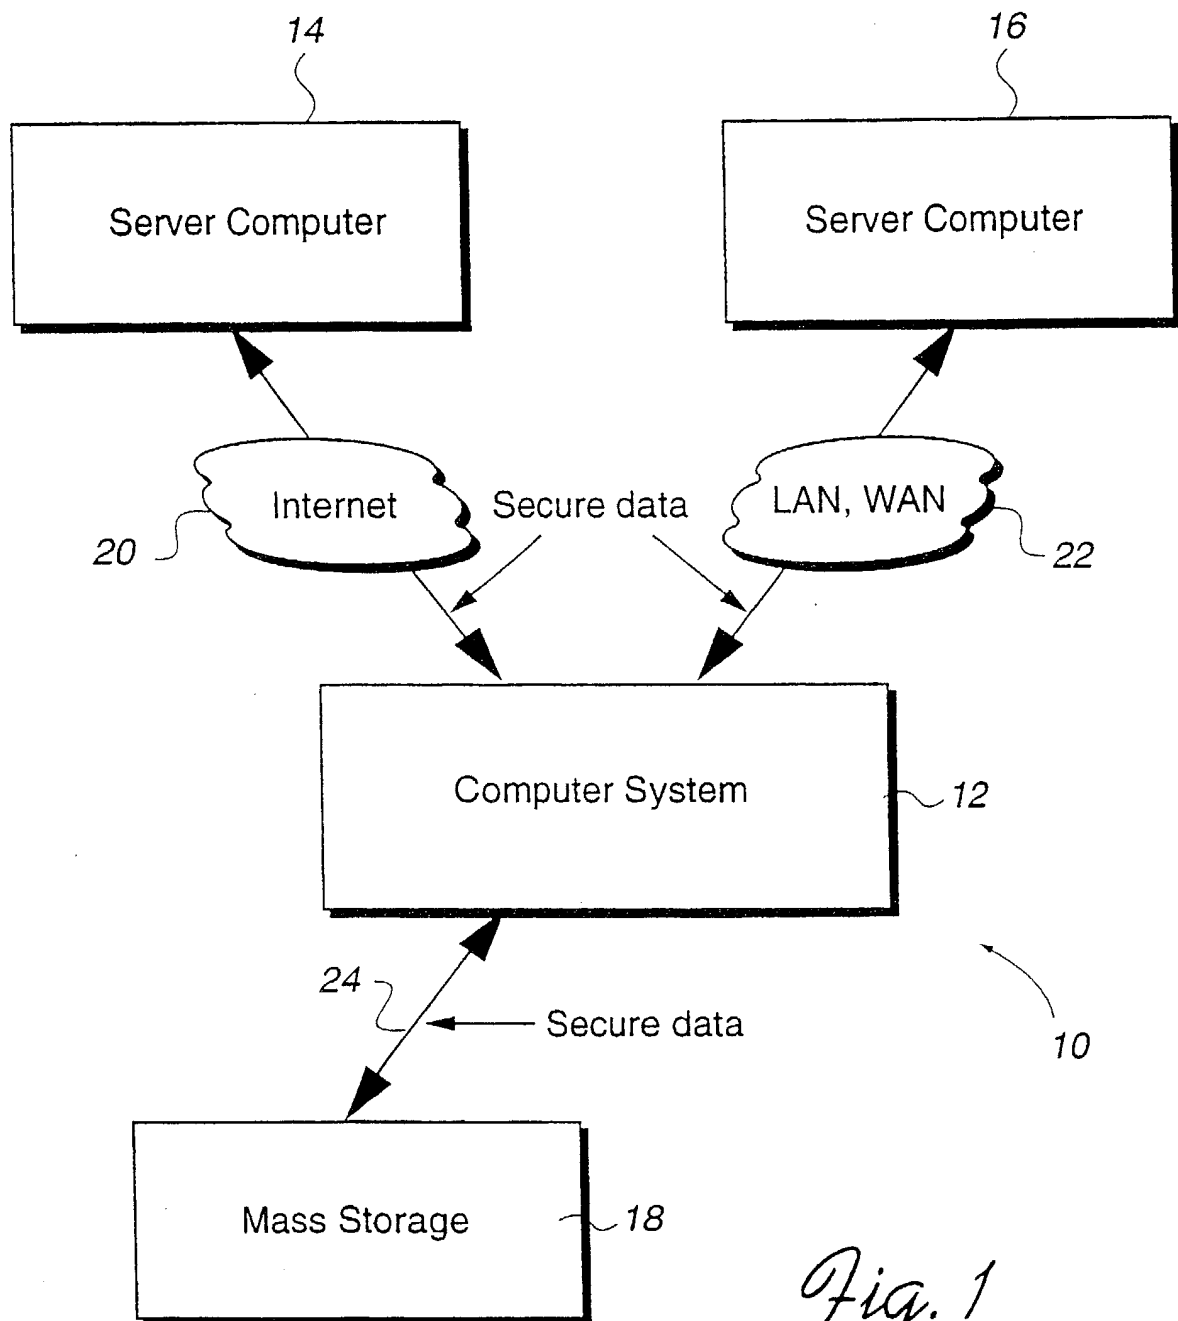 14
16
Server Computer
Server Computer
Internet
Secure data
LAN, WAN
20
22
Computer System
12
24
Secure data
10
Mass Storage
18
Fig. 1